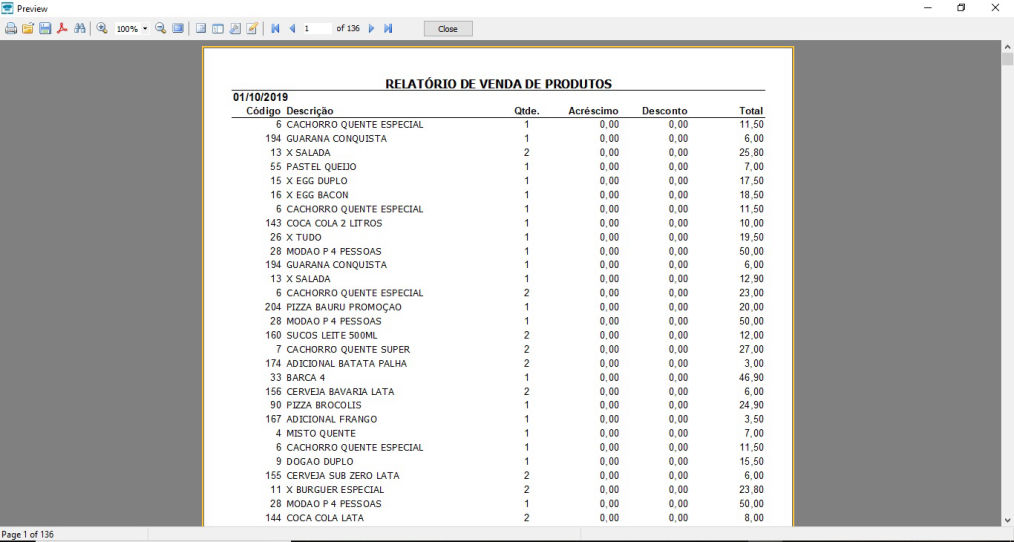 Preview
100% 1 of 136 Close
RELATÓRIO DE VENDA DE PRODUTOS
01/10/2019
Código Descrição Qtde. Acréscimo Desconto Total
6 CACHORRO QUENTE ESPECIAL 1 0,00 0,00 11,50
194 GUARANA CONQUISTA 1 0,00 0,00 6,00
13 X SALADA 2 0,00 0,00 25,80
55 PASTEL QUEIJO 1 0,00 0,00 7,00
15 X EGG DUPLO 1 0,00 0,00 17,50
16 X EGG BACON 1 0,00 0,00 18,50
6 CACHORRO QUENTE ESPECIAL 1 0,00 0,00 11,50
143 COCA COLA 2 LITROS 1 0,00 0,00 10,00
26 X TUDO 1 0,00 0,00 19,50
28 MODAO P 4 PESSOAS 1 0,00 0,00 50,00
194 GUARANA CONQUISTA 1 0,00 0,00 6,00
13 X SALADA 1 0,00 0,00 12,90
6 CACHORRO QUENTE ESPECIAL 2 0,00 0,00 23,00
204 PIZZA BAURU PROMOÇAO 1 0,00 0,00 20,00
28 MODAO P 4 PESSOAS 1 0,00 0,00 50,00
160 SUCOS LEITE 500ML 2 0,00 0,00 12,00
7 CACHORRO QUENTE SUPER 2 0,00 0,00 27,00
174 ADICIONAL BATATA PALHA 2 0,00 0,00 3,00
33 BARCA 4 1 0,00 0,00 46,90
156 CERVEJA BAVARIA LATA 2 0,00 0,00 6,00
90 PIZZA BROCOLIS 1 0,00 0,00 24,90
167 ADICIONAL FRANGO 1 0,00 0,00 3,50
4 MISTO QUENTE 1 0,00 0,00 7,00
6 CACHORRO QUENTE ESPECIAL 1 0,00 0,00 11,50
9 DOGAO DUPLO 1 0,00 0,00 15,50
155 CERVEJA SUB ZERO LATA 2 0,00 0,00 6,00
11 X BURGUER ESPECIAL 2 0,00 0,00 23,80
28 MODAO P 4 PESSOAS 1 0,00 0,00 50,00
144 COCA COLA LATA 2 0,00 0,00 8,00
Page 1 of 136